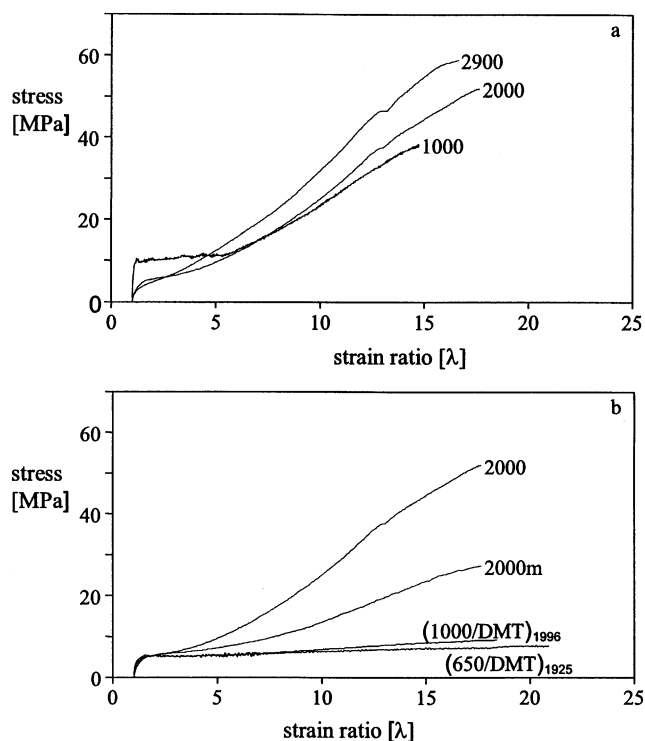 a
60
2900
stress
[MPa]
2000
40
1000
20
0
0 5 10 15 20 25
strain ratio [λ]
b
60
stress
[MPa]
2000
40
2000m
20
(1000/DMT)1996
(650/DMT)1925
0
0 5 10 15 20 25
strain ratio [λ]